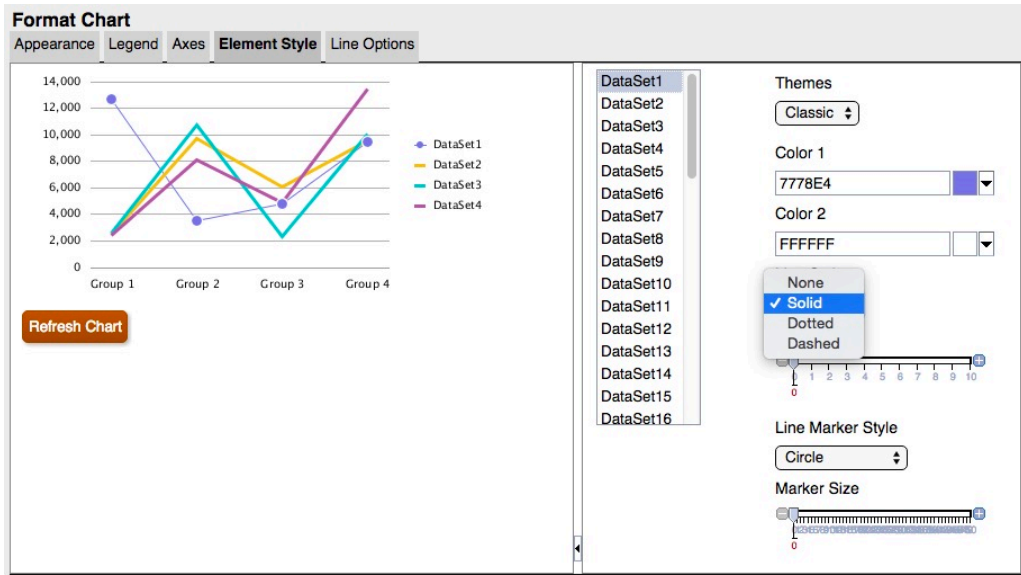 Format Chart
Appearance Legend Axes Element Style Line Options
14,000
12,000
10,000
8,000
6,000
4,000
2,000
0
Group 1 Group 2 Group 3 Group 4
DataSet1
DataSet2
DataSet3
DataSet4
Refresh Chart
DataSet1
DataSet2
DataSet3
DataSet4
DataSet5
DataSet6
DataSet7
DataSet8
DataSet9
DataSet10
DataSet11
DataSet12
DataSet13
DataSet14
DataSet15
DataSet16
Themes
Classic
Color 1
7778E4
Color 2
FFFFFF
None
✓ Solid
Dotted
Dashed
0 1 2 3 4 5 6 7 8 9 10
0
Line Marker Style
Circle
Marker Size
0